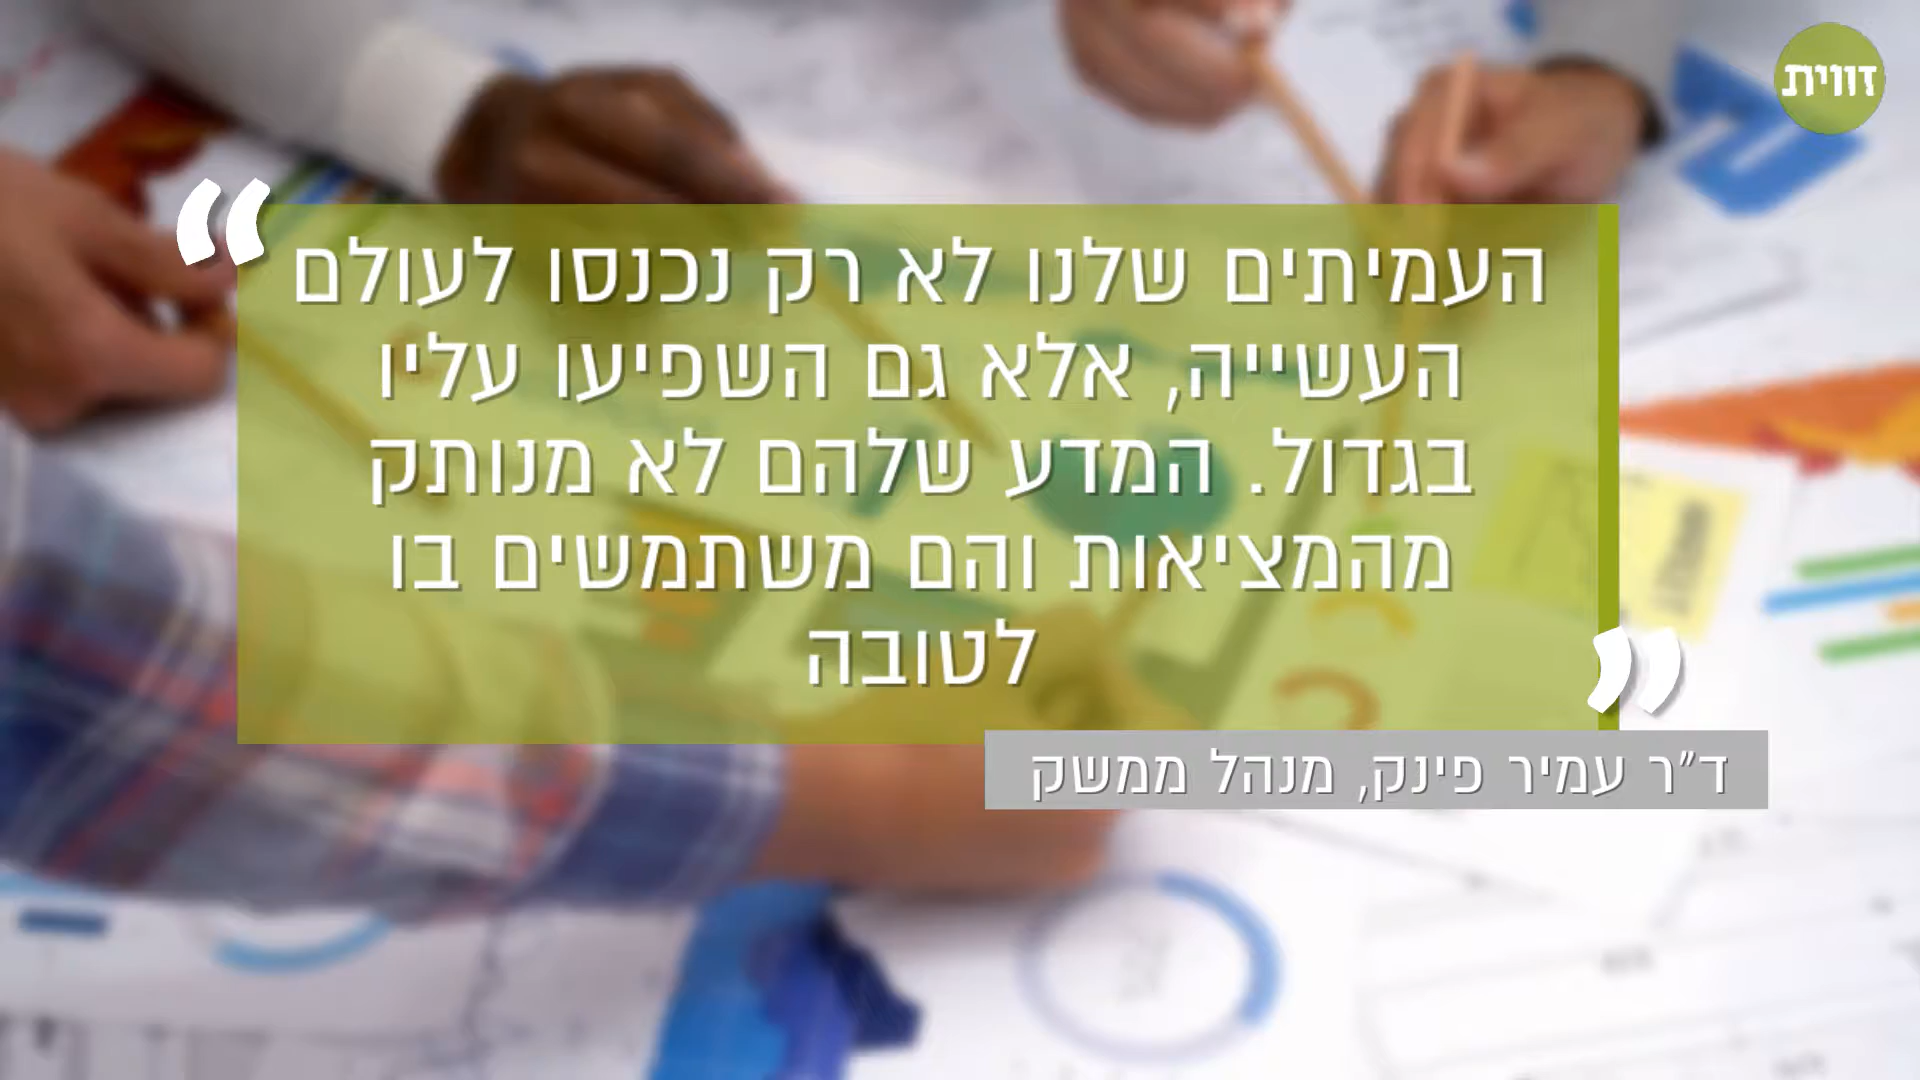 זווית
העמיתים שלנו לא רק נכנסו לעולם
העשייה, אלא גם השפיעו עליו
בגדול. המדע שלהם לא מנותק
מהמציאות והם משתמשים בו
לטובה
ד"ר עמיר פינק, מנהל ממשק